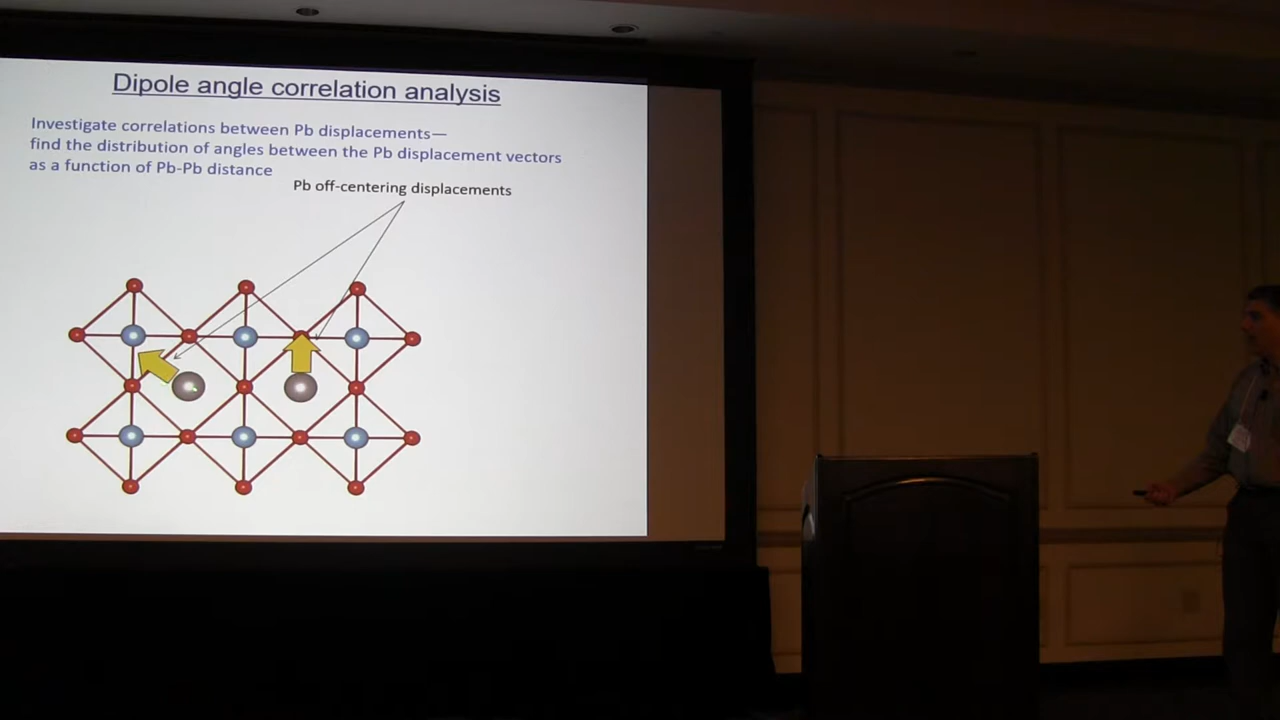 Dipole angle correlation analysis
Investigate correlations between Pb displacements—
find the distribution of angles between the Pb displacement vectors
as a function of Pb-Pb distance
Pb off-centering displacements